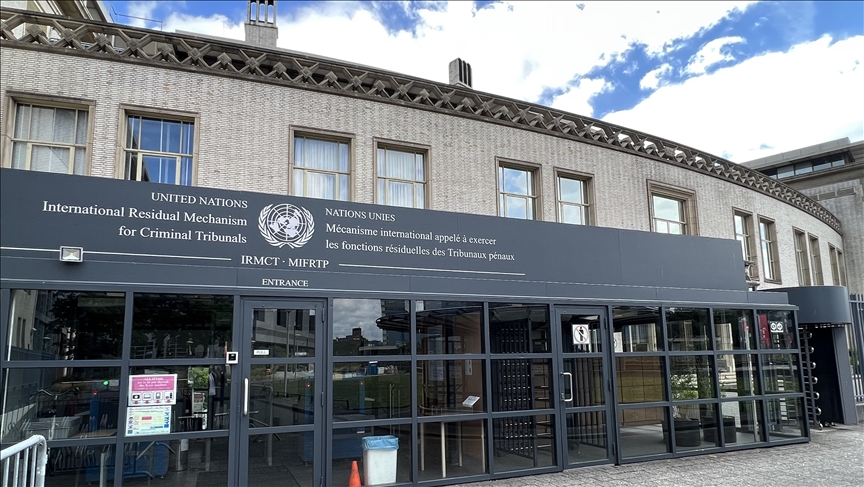 UNITED NATIONS
International Residual Mechanism
for Criminal Tribunals
NATIONS UNIES
Mécanisme international appelé à exercer
les fonctions résiduelles des Tribunaux pénaux
IRMCT · MIFRTP
ENTRANCE